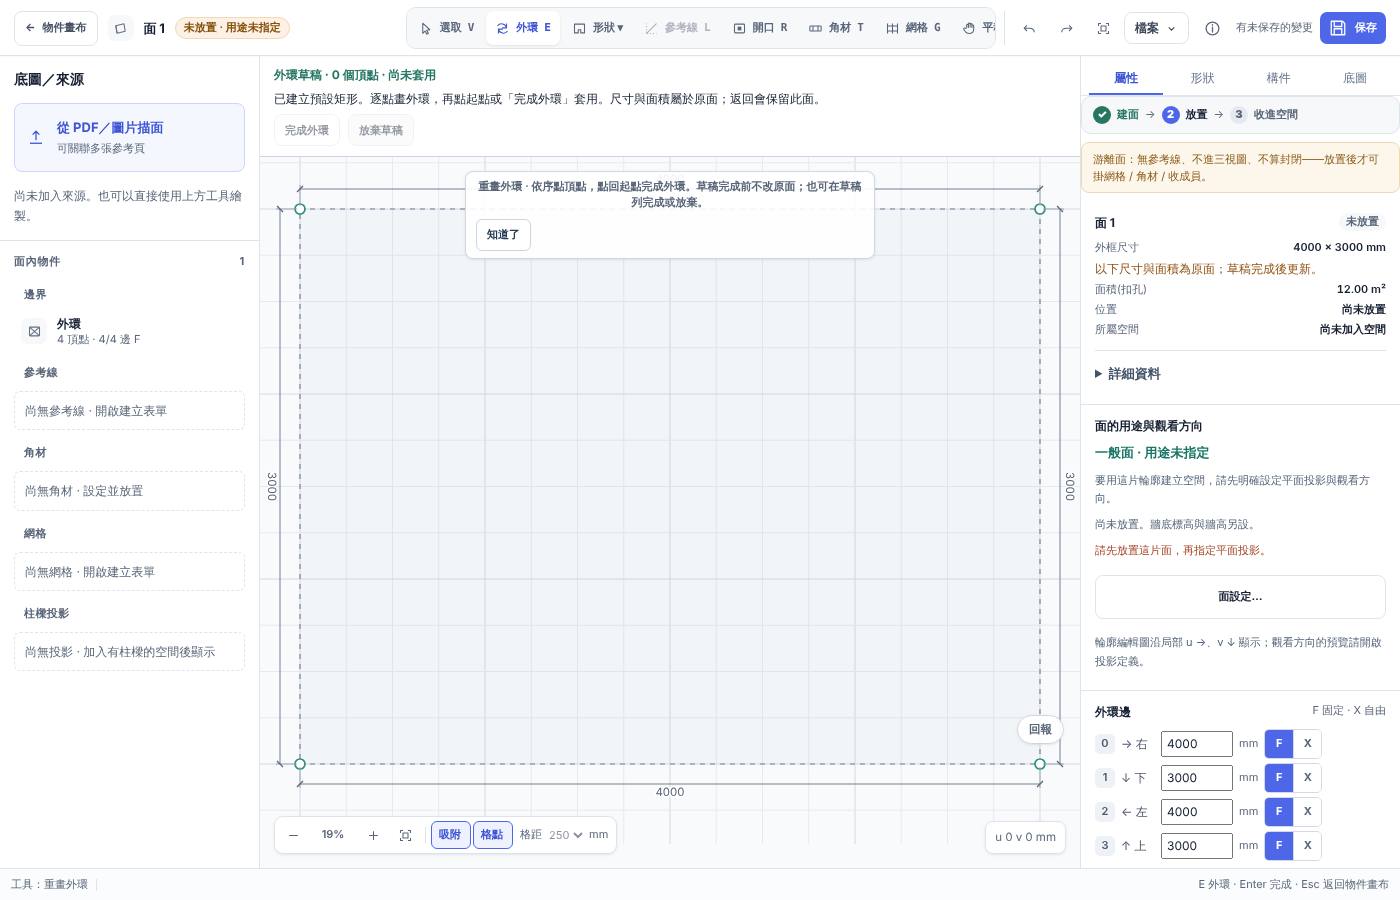 ← 物件畫布
面 1
未放置 · 用途未指定
選取 V
外環 E
形狀 ▾
參考線 L
開口 R
角材 T
網格 G
檔案
有未保存的變更
保存
底圖／來源
從 PDF／圖片描面
可關聯多張參考頁
尚未加入來源。也可以直接使用上方工具繪
製。
面內物件
1
邊界
外環
4 頂點 · 4/4 邊 F
參考線
尚無參考線 · 開啟建立表單
角材
尚無角材 · 設定並放置
網格
尚無網格 · 開啟建立表單
柱樑投影
尚無投影 · 加入有柱樑的空間後顯示
外環草稿 · 0 個頂點 · 尚未套用
已建立預設矩形。逐點畫外環，再點起點或「完成外環」套用。尺寸與面積屬於原面；返回會保留此面。
完成外環
放棄草稿
重畫外環 · 依序點頂點，點回起點完成外環。草稿完成前不改原面；也可在草稿
列完成或放棄。
知道了
3000
3000
回報
4000
− 19% +
吸附
格點
格距 250 mm
u 0 v 0 mm
屬性
形狀
構件
底圖
建面 → 2 放置 → 3 收進空間
游離面：無參考線、不進三視圖、不算封閉——放置後才可
掛網格 / 角材 / 收成員。
面 1
未放置
外框尺寸
4000 × 3000 mm
以下尺寸與面積為原面；草稿完成後更新。
面積(扣孔)
12.00 m²
位置
尚未放置
所屬空間
尚未加入空間
▶ 詳細資料
面的用途與觀看方向
一般面 · 用途未指定
要用這片輪廓建立空間，請先明確設定平面投影與觀看方
向。
尚未放置。牆底標高與牆高另設。
請先放置這片面，再指定平面投影。
面設定...
輪廓編輯圖沿局部 u →、v ↓ 顯示；觀看方向的預覽請開啟
投影定義。
外環邊
F 固定 · X 自由
0 → 右 4000 mm F X
1 ↓ 下 3000 mm F X
2 ← 左 4000 mm F X
3 ↑ 上 3000 mm F X
工具：重畫外環
E 外環 · Enter 完成 · Esc 返回物件畫布